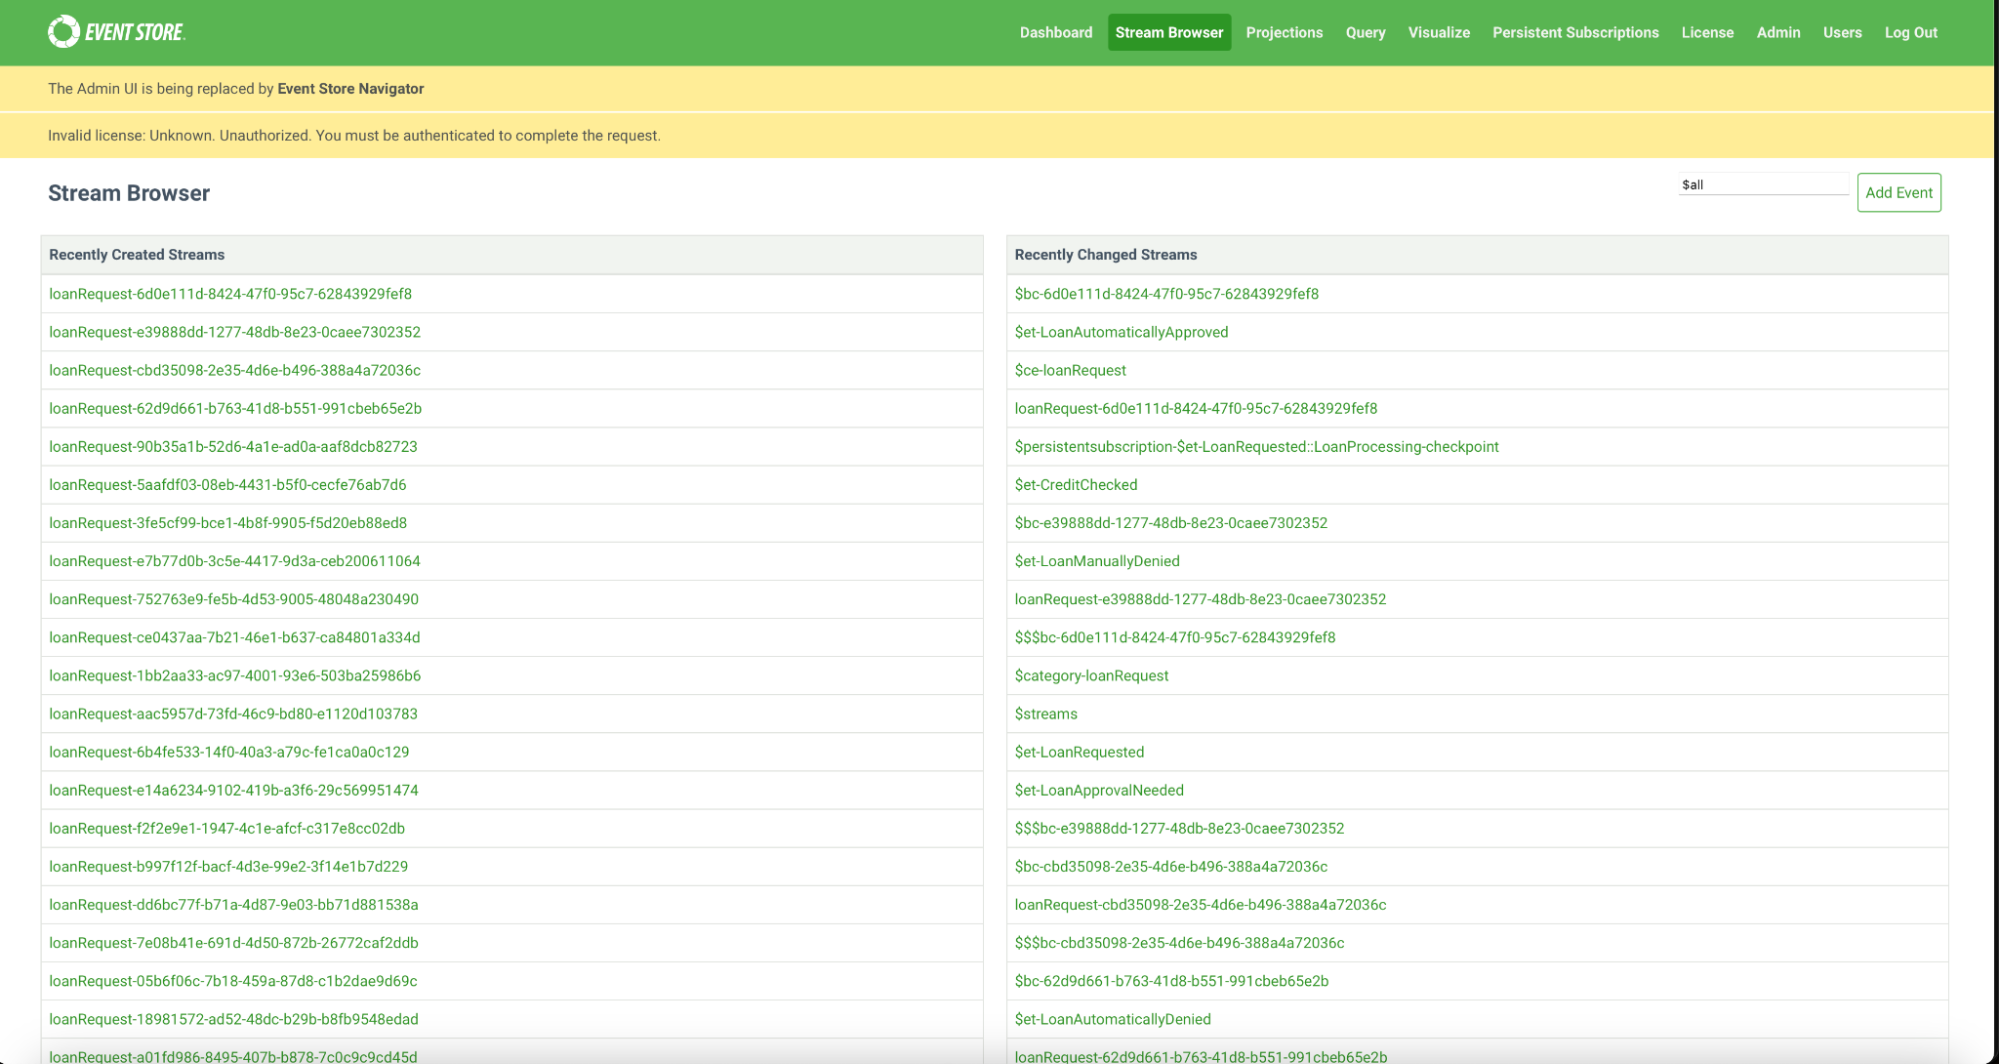 EVENT STORE
Dashboard Stream Browser Projections Query Visualize Persistent Subscriptions License Admin Users Log Out
The Admin UI is being replaced by Event Store Navigator
Invalid license: Unknown. Unauthorized. You must be authenticated to complete the request.
Stream Browser
$all
Add Event
Recently Created Streams
loanRequest-6d0e111d-8424-47f0-95c7-62843929fef8
loanRequest-e39888dd-1277-48db-8e23-0caee7302352
loanRequest-cbd35098-2e35-4d6e-b496-388a4a72036c
loanRequest-62d9d661-b763-41d8-b551-991cbeb65e2b
loanRequest-90b35a1b-52d6-4a1e-ad0a-aaf8dcb82723
loanRequest-5aafdf03-08eb-4431-b5f0-cecfe76ab7d6
loanRequest-3fe5cf99-bce1-4b8f-9905-f5d20eb88ed8
loanRequest-e7b77d0b-3c5e-4417-9d3a-ceb200611064
loanRequest-752763e9-fe5b-4d53-9005-48048a230490
loanRequest-ce0437aa-7b21-46e1-b637-ca84801a334d
loanRequest-1bb2aa33-ac97-4001-93e6-503ba25986b6
loanRequest-aac5957d-73fd-46c9-bd80-e1120d103783
loanRequest-6b4fe533-14f0-40a3-a79c-fe1ca0a0c129
loanRequest-e14a6234-9102-419b-a3f6-29c569951474
loanRequest-f2f2e9e1-1947-4c1e-afcf-c317e8cc02db
loanRequest-b997f12f-bacf-4d3e-99e2-3f14e1b7d229
loanRequest-dd6bc77f-b71a-4d87-9e03-bb71d881538a
loanRequest-7e08b41e-691d-4d50-872b-26772caf2ddb
loanRequest-05b6f06c-7b18-459a-87d8-c1b2dae9d69c
loanRequest-18981572-ad52-48dc-b29b-b8fb9548edad
loanRequest-a01fd986-8495-407b-b878-7c0c9c9cd45d
Recently Changed Streams
$bc-6d0e111d-8424-47f0-95c7-62843929fef8
$et-LoanAutomaticallyApproved
$ce-loanRequest
loanRequest-6d0e111d-8424-47f0-95c7-62843929fef8
$persistentsubscription-$et-LoanRequested::LoanProcessing-checkpoint
$et-CreditChecked
$bc-e39888dd-1277-48db-8e23-0caee7302352
$et-LoanManuallyDenied
loanRequest-e39888dd-1277-48db-8e23-0caee7302352
$$$bc-6d0e111d-8424-47f0-95c7-62843929fef8
$category-loanRequest
$streams
$et-LoanRequested
$et-LoanApprovalNeeded
$$$bc-e39888dd-1277-48db-8e23-0caee7302352
$bc-cbd35098-2e35-4d6e-b496-388a4a72036c
loanRequest-cbd35098-2e35-4d6e-b496-388a4a72036c
$$$bc-cbd35098-2e35-4d6e-b496-388a4a72036c
$bc-62d9d661-b763-41d8-b551-991cbeb65e2b
$et-LoanAutomaticallyDenied
loanRequest-62d9d661-b763-41d8-b551-991cbeb65e2b